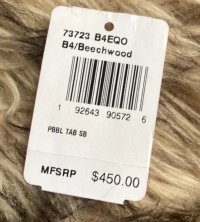 73723 B4EQO
B4/Beechwood
1 92643 90572 6
PBBL TAB SB
MFSRP $450.00